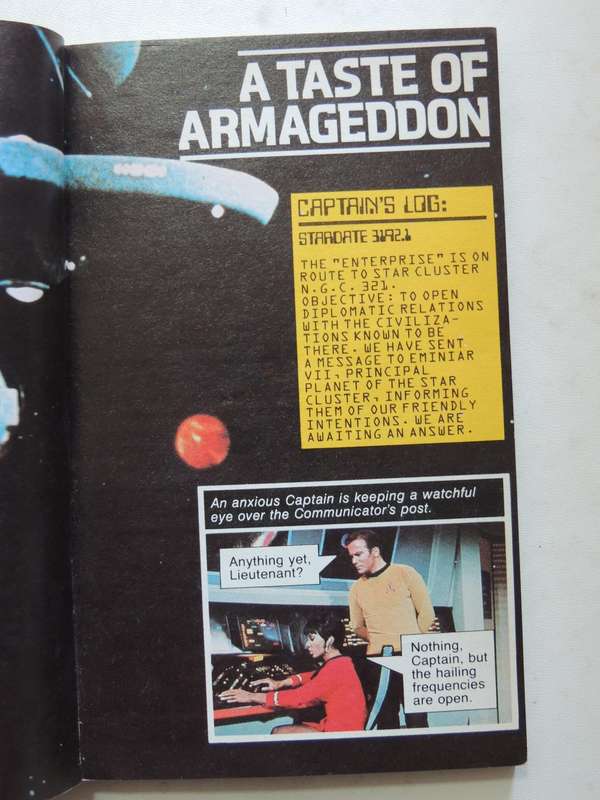 A TASTE OF
ARMAGEDDON
CAPTAIN'S LOG:
STARDATE 3192.1
THE "ENTERPRISE" IS ON
ROUTE TO STAR CLUSTER
N.G.C. 321.
OBJECTIVE: TO OPEN
DIPLOMATIC RELATIONS
WITH THE CIVILIZA-
TIONS KNOWN TO BE
THERE. WE HAVE SENT
A MESSAGE TO EMINIAR
VII, PRINCIPAL
PLANET OF THE STAR
CLUSTER, INFORMING
THEM OF OUR FRIENDLY
INTENTIONS. WE ARE
AWAITING AN ANSWER.
An anxious Captain is keeping a watchful
eye over the Communicator's post.
Anything yet,
Lieutenant?
Nothing,
Captain, but
the hailing
frequencies
are open.